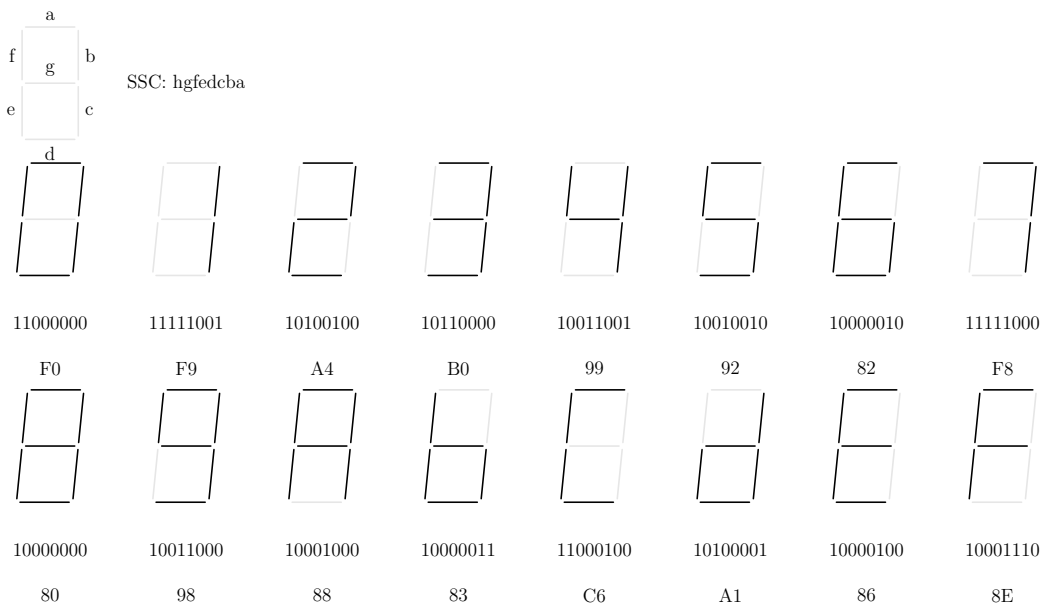 a
f b
g
SSC: hgfedcba
e c
d
11000000 11111001 10100100 10110000 10011001 10010010 10000010 11111000
F0 F9 A4 B0 99 92 82 F8
10000000 10011000 10001000 10000011 11000100 10100001 10000100 10001110
80 98 88 83 C6 A1 86 8E